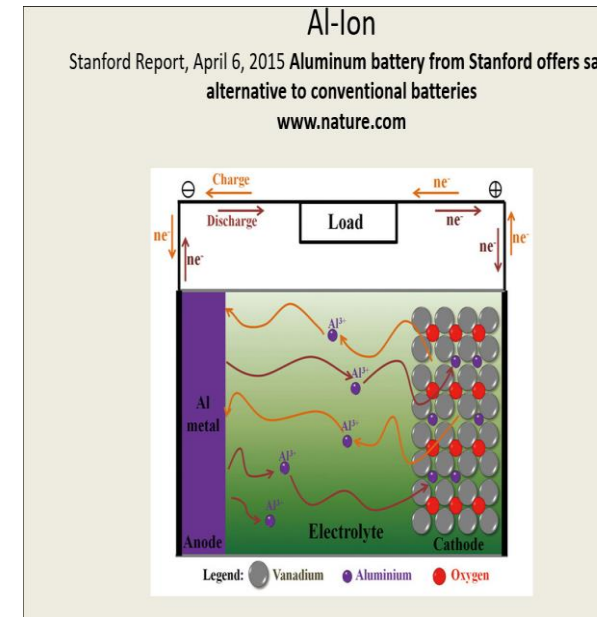 Al-Ion
Stanford Report, April 6, 2015 Aluminum battery from Stanford offers sa
alternative to conventional batteries
www.nature.com
⊖ Charge ne⁻ ⊕
Discharge Load ne⁻
ne⁻ ne⁻ ne⁻ ne⁻
Al³⁺
Al³⁺
Al
metal
Al³⁺
Al³⁺
Al³⁺
Anode Electrolyte Cathode
Legend: Vanadium Aluminium Oxygen